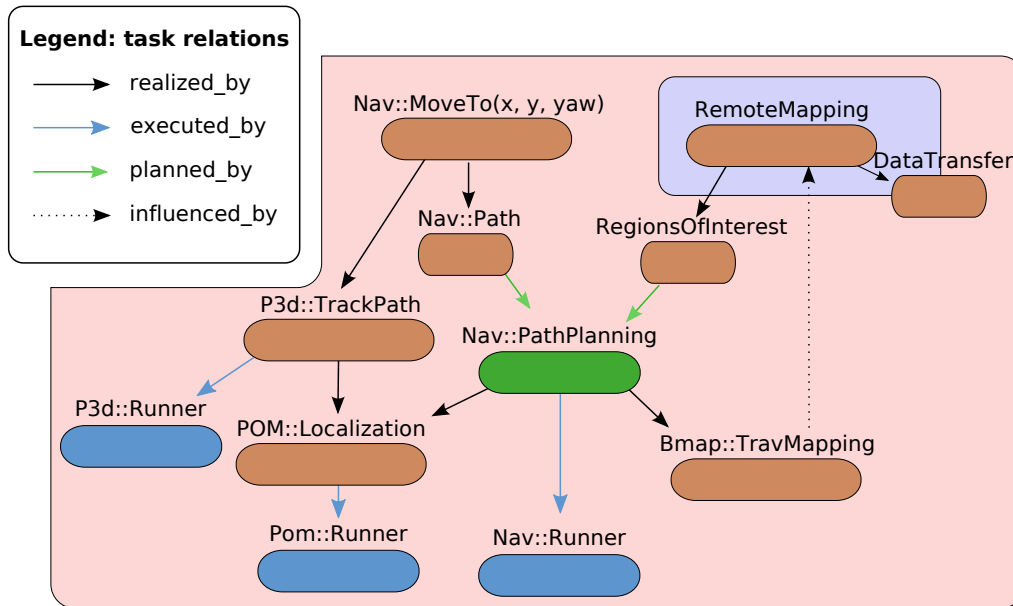 Legend: task relations
realized_by
executed_by
planned_by
influenced_by
Nav::MoveTo(x, y, yaw)
RemoteMapping
DataTransfer
Nav::Path
RegionsOfInterest
P3d::TrackPath
Nav::PathPlanning
P3d::Runner
POM::Localization
Bmap::TravMapping
Pom::Runner
Nav::Runner